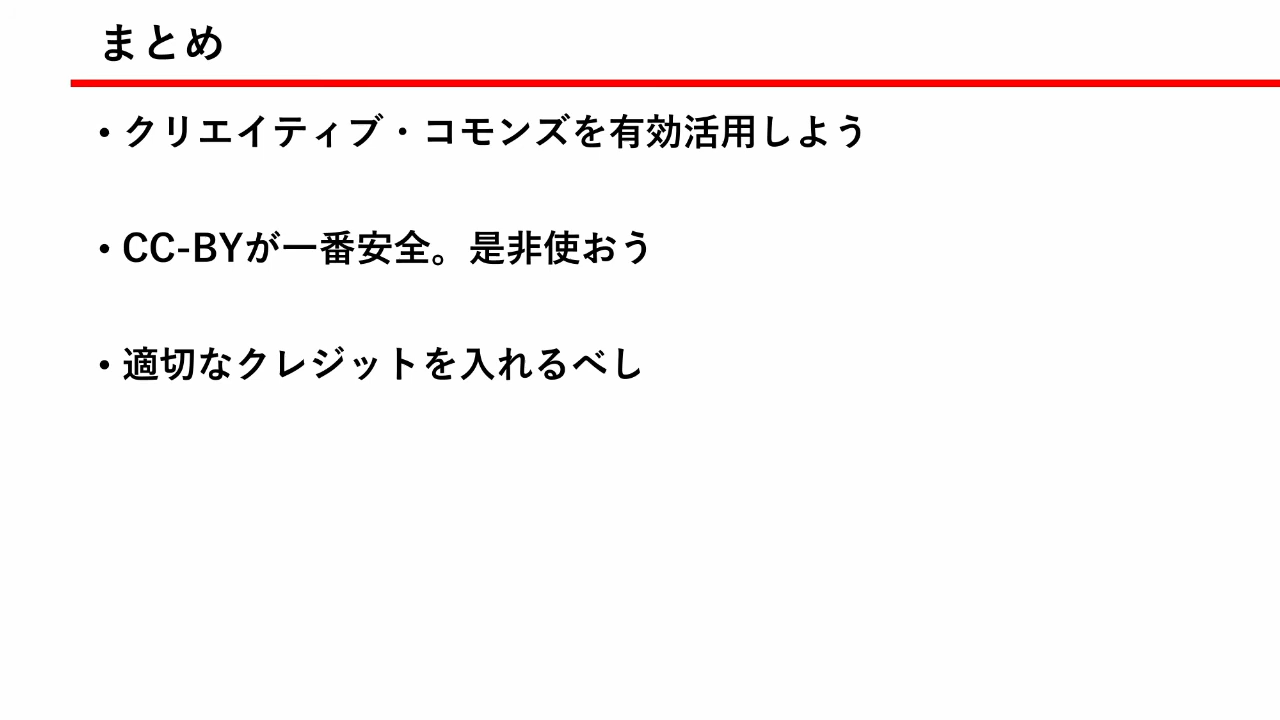 まとめ
• クリエイティブ・コモンズを有効活用しよう
• CC-BYが一番安全。是非使おう
• 適切なクレジットを入れるべし